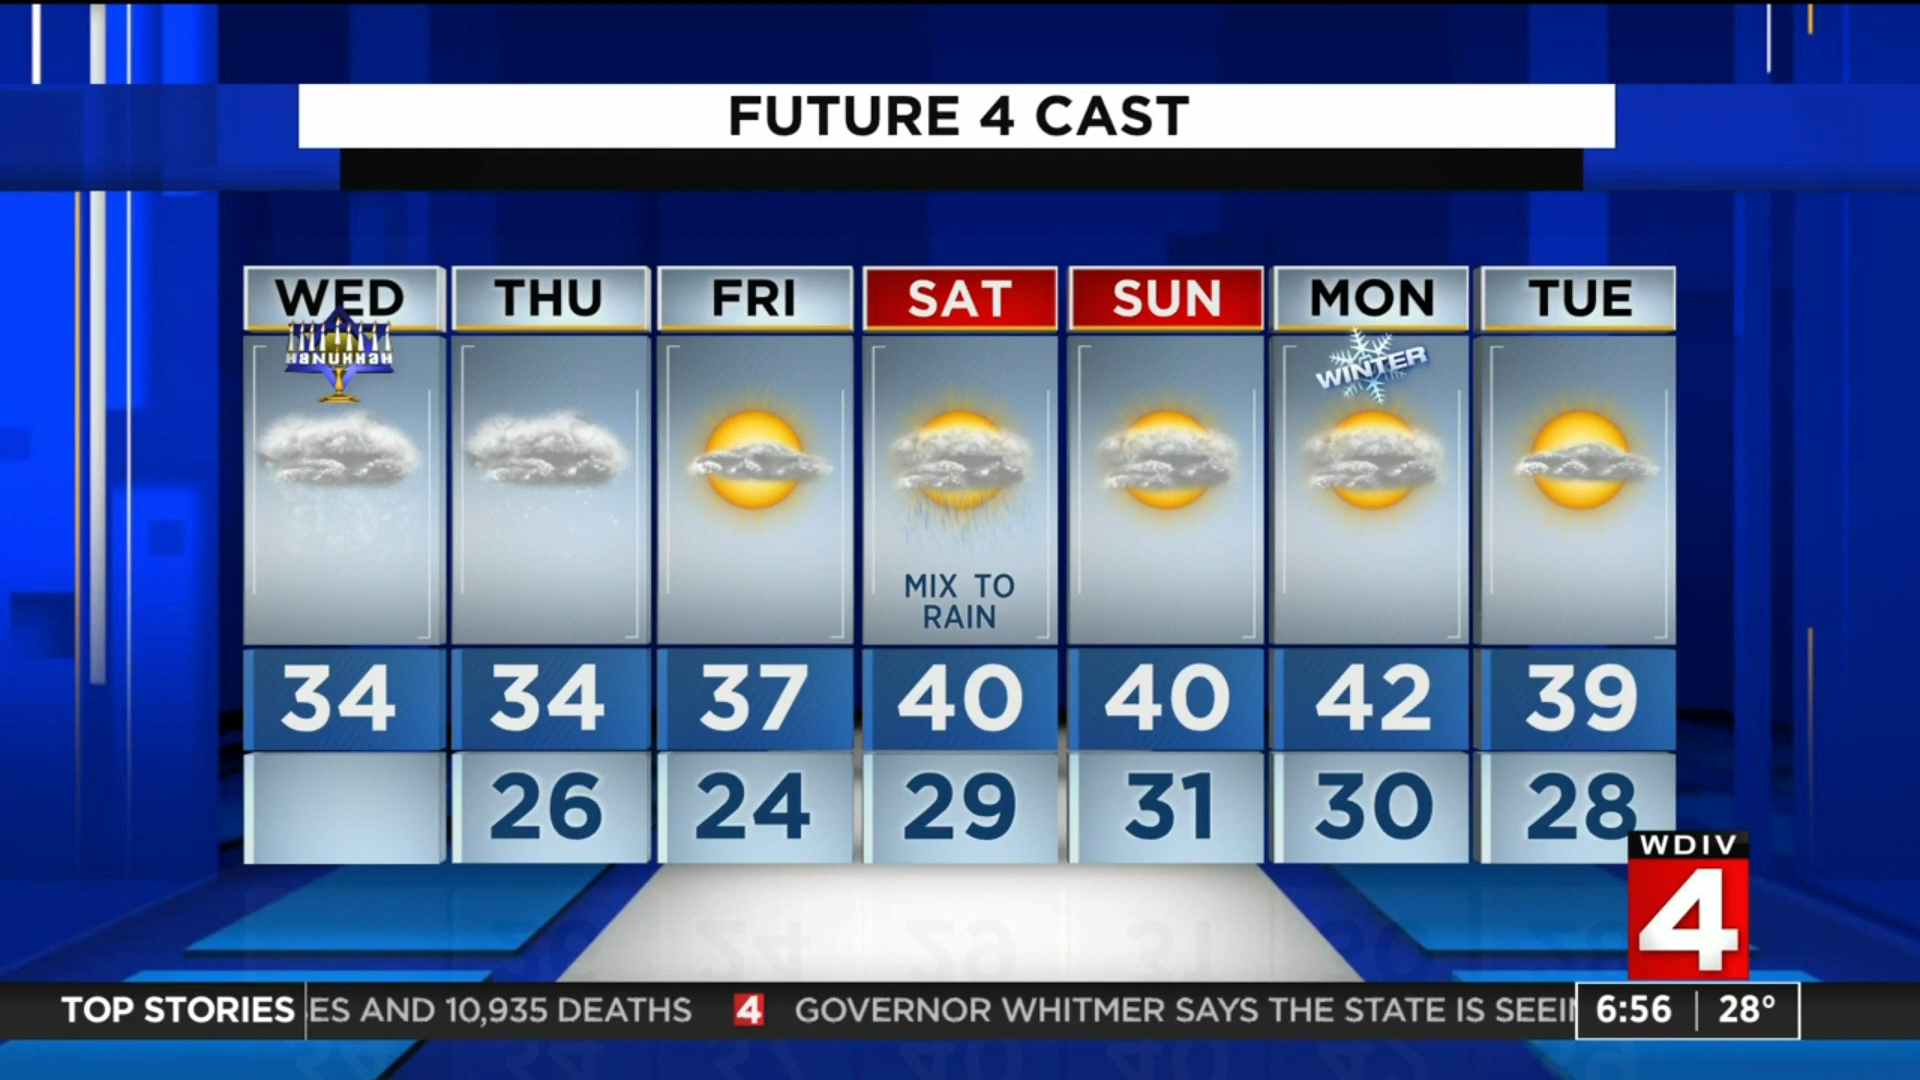 FUTURE 4 CAST
WED THU FRI SAT SUN MON TUE
HANUKKAH
WINTER
MIX TO
RAIN
34 34 37 40 40 42 39
26 24 29 31 30 28
WDIV
4
TOP STORIES ES AND 10,935 DEATHS 4 GOVERNOR WHITMER SAYS THE STATE IS SEEIN 6:56 28°